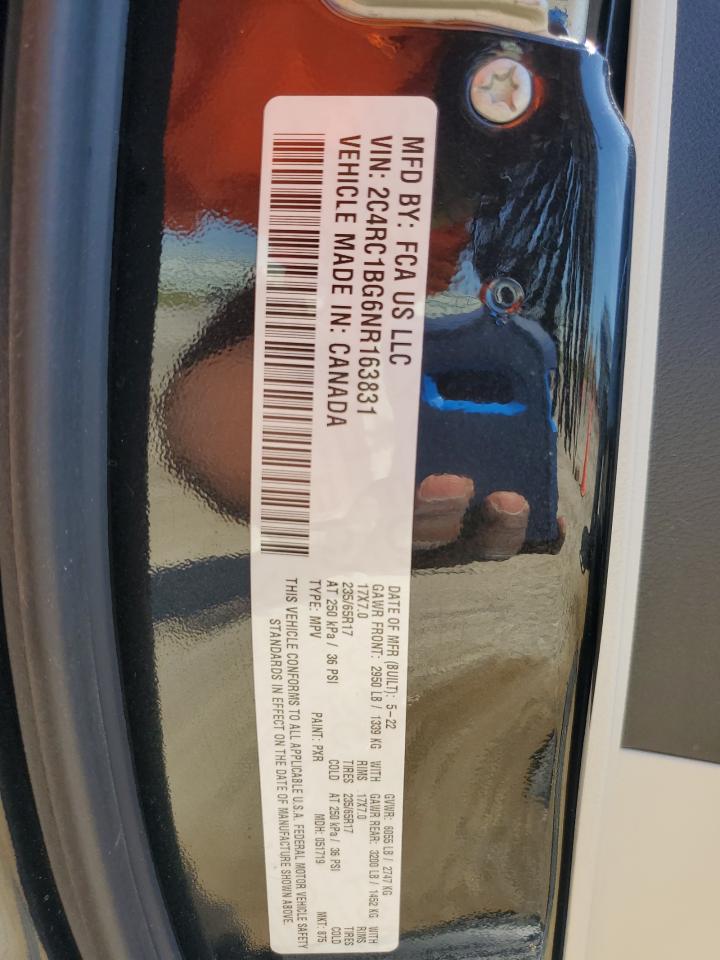 MFD BY: FCA US LLC
VIN: 2C4RC1BG6NR163831
VEHICLE MADE IN: CANADA
DATE OF MFR (BUILT): 5-22 GVWR: 6055 LB / 2747 KG
GAWR FRONT: 2950 LB / 1339 KG WITH GAWR REAR: 3200 LB / 1452 KG WITH
17X7.0 RIMS 17X7.0 RIMS
235/65R17 TIRES 235/65R17 TIRES
AT 250 kPa / 36 PSI COLD AT 250 kPa / 36 PSI COLD
TYPE: MPV PAINT: PXR MDH: 051719 MKT: 875
THIS VEHICLE CONFORMS TO ALL APPLICABLE U.S.A. FEDERAL MOTOR VEHICLE SAFETY
STANDARDS IN EFFECT ON THE DATE OF MANUFACTURE SHOWN ABOVE.